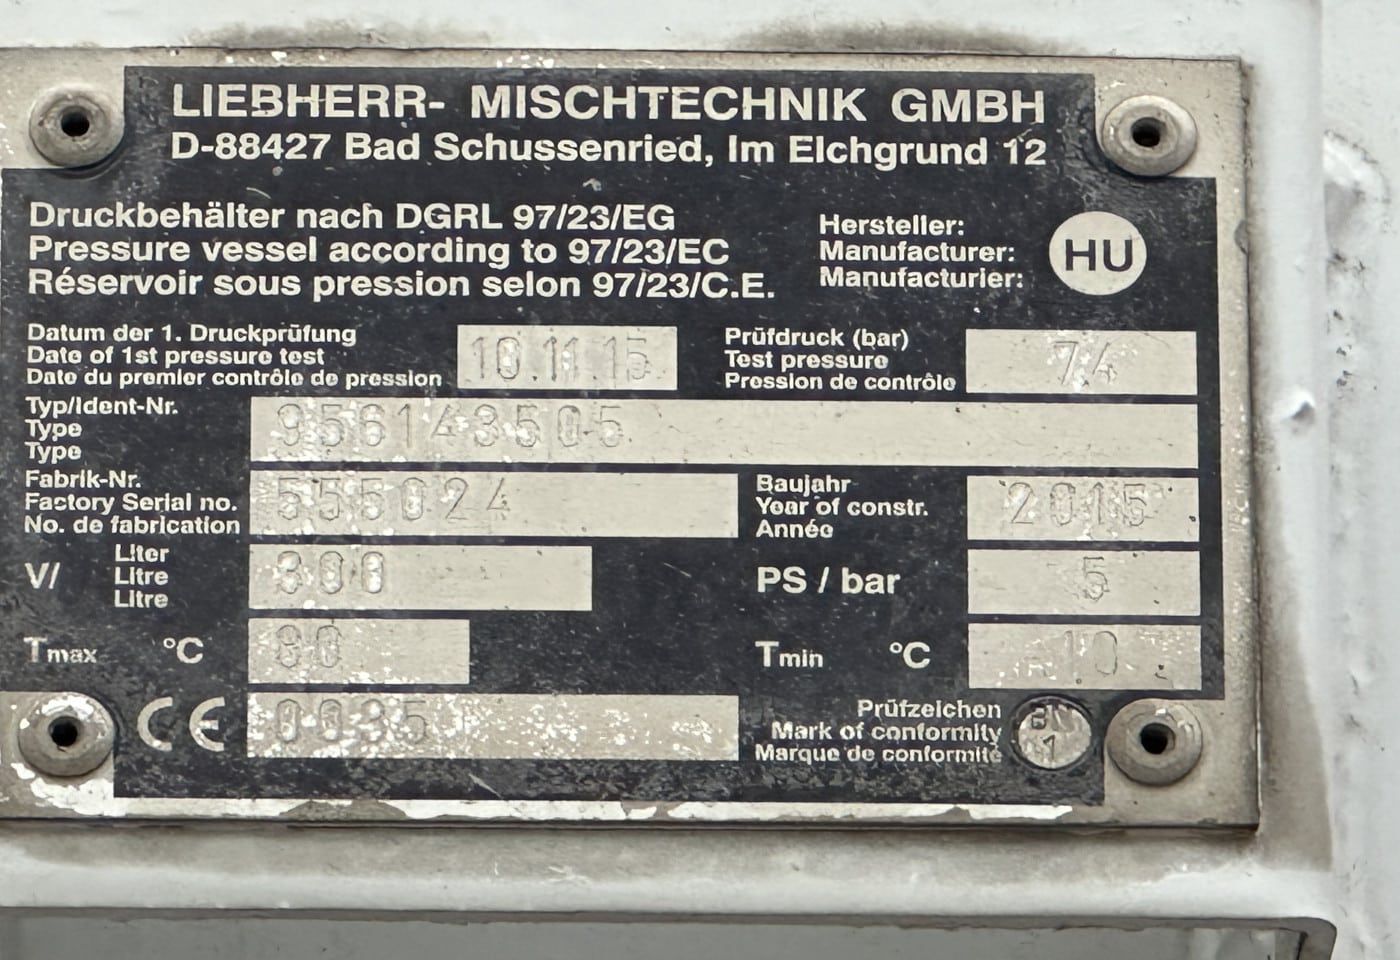 LIEBHERR- MISCHTECHNIK GMBH
D-88427 Bad Schussenried, Im Elchgrund 12
Druckbehälter nach DGRL 97/23/EG
Pressure vessel according to 97/23/EC
Réservoir sous pression selon 97/23/C.E.
Hersteller:
Manufacturer:
Manufacturier:
HU
Datum der 1. Druckprüfung
Date of 1st pressure test
Date du premier contrôle de pression
10.11.15
Prüfdruck (bar)
Test pressure
Pression de contrôle
7,4
Typ/Ident-Nr.
Type
Type
956143505
Fabrik-Nr.
Factory Serial no.
No. de fabrication
555024
Baujahr
Year of constr.
Année
2015
V/
Liter
Litre
Litre
300
PS / bar
5
Tmax °C
Tmin °C
CE
0035
Prüfzeichen
Mark of conformity
Marque de conformité
1